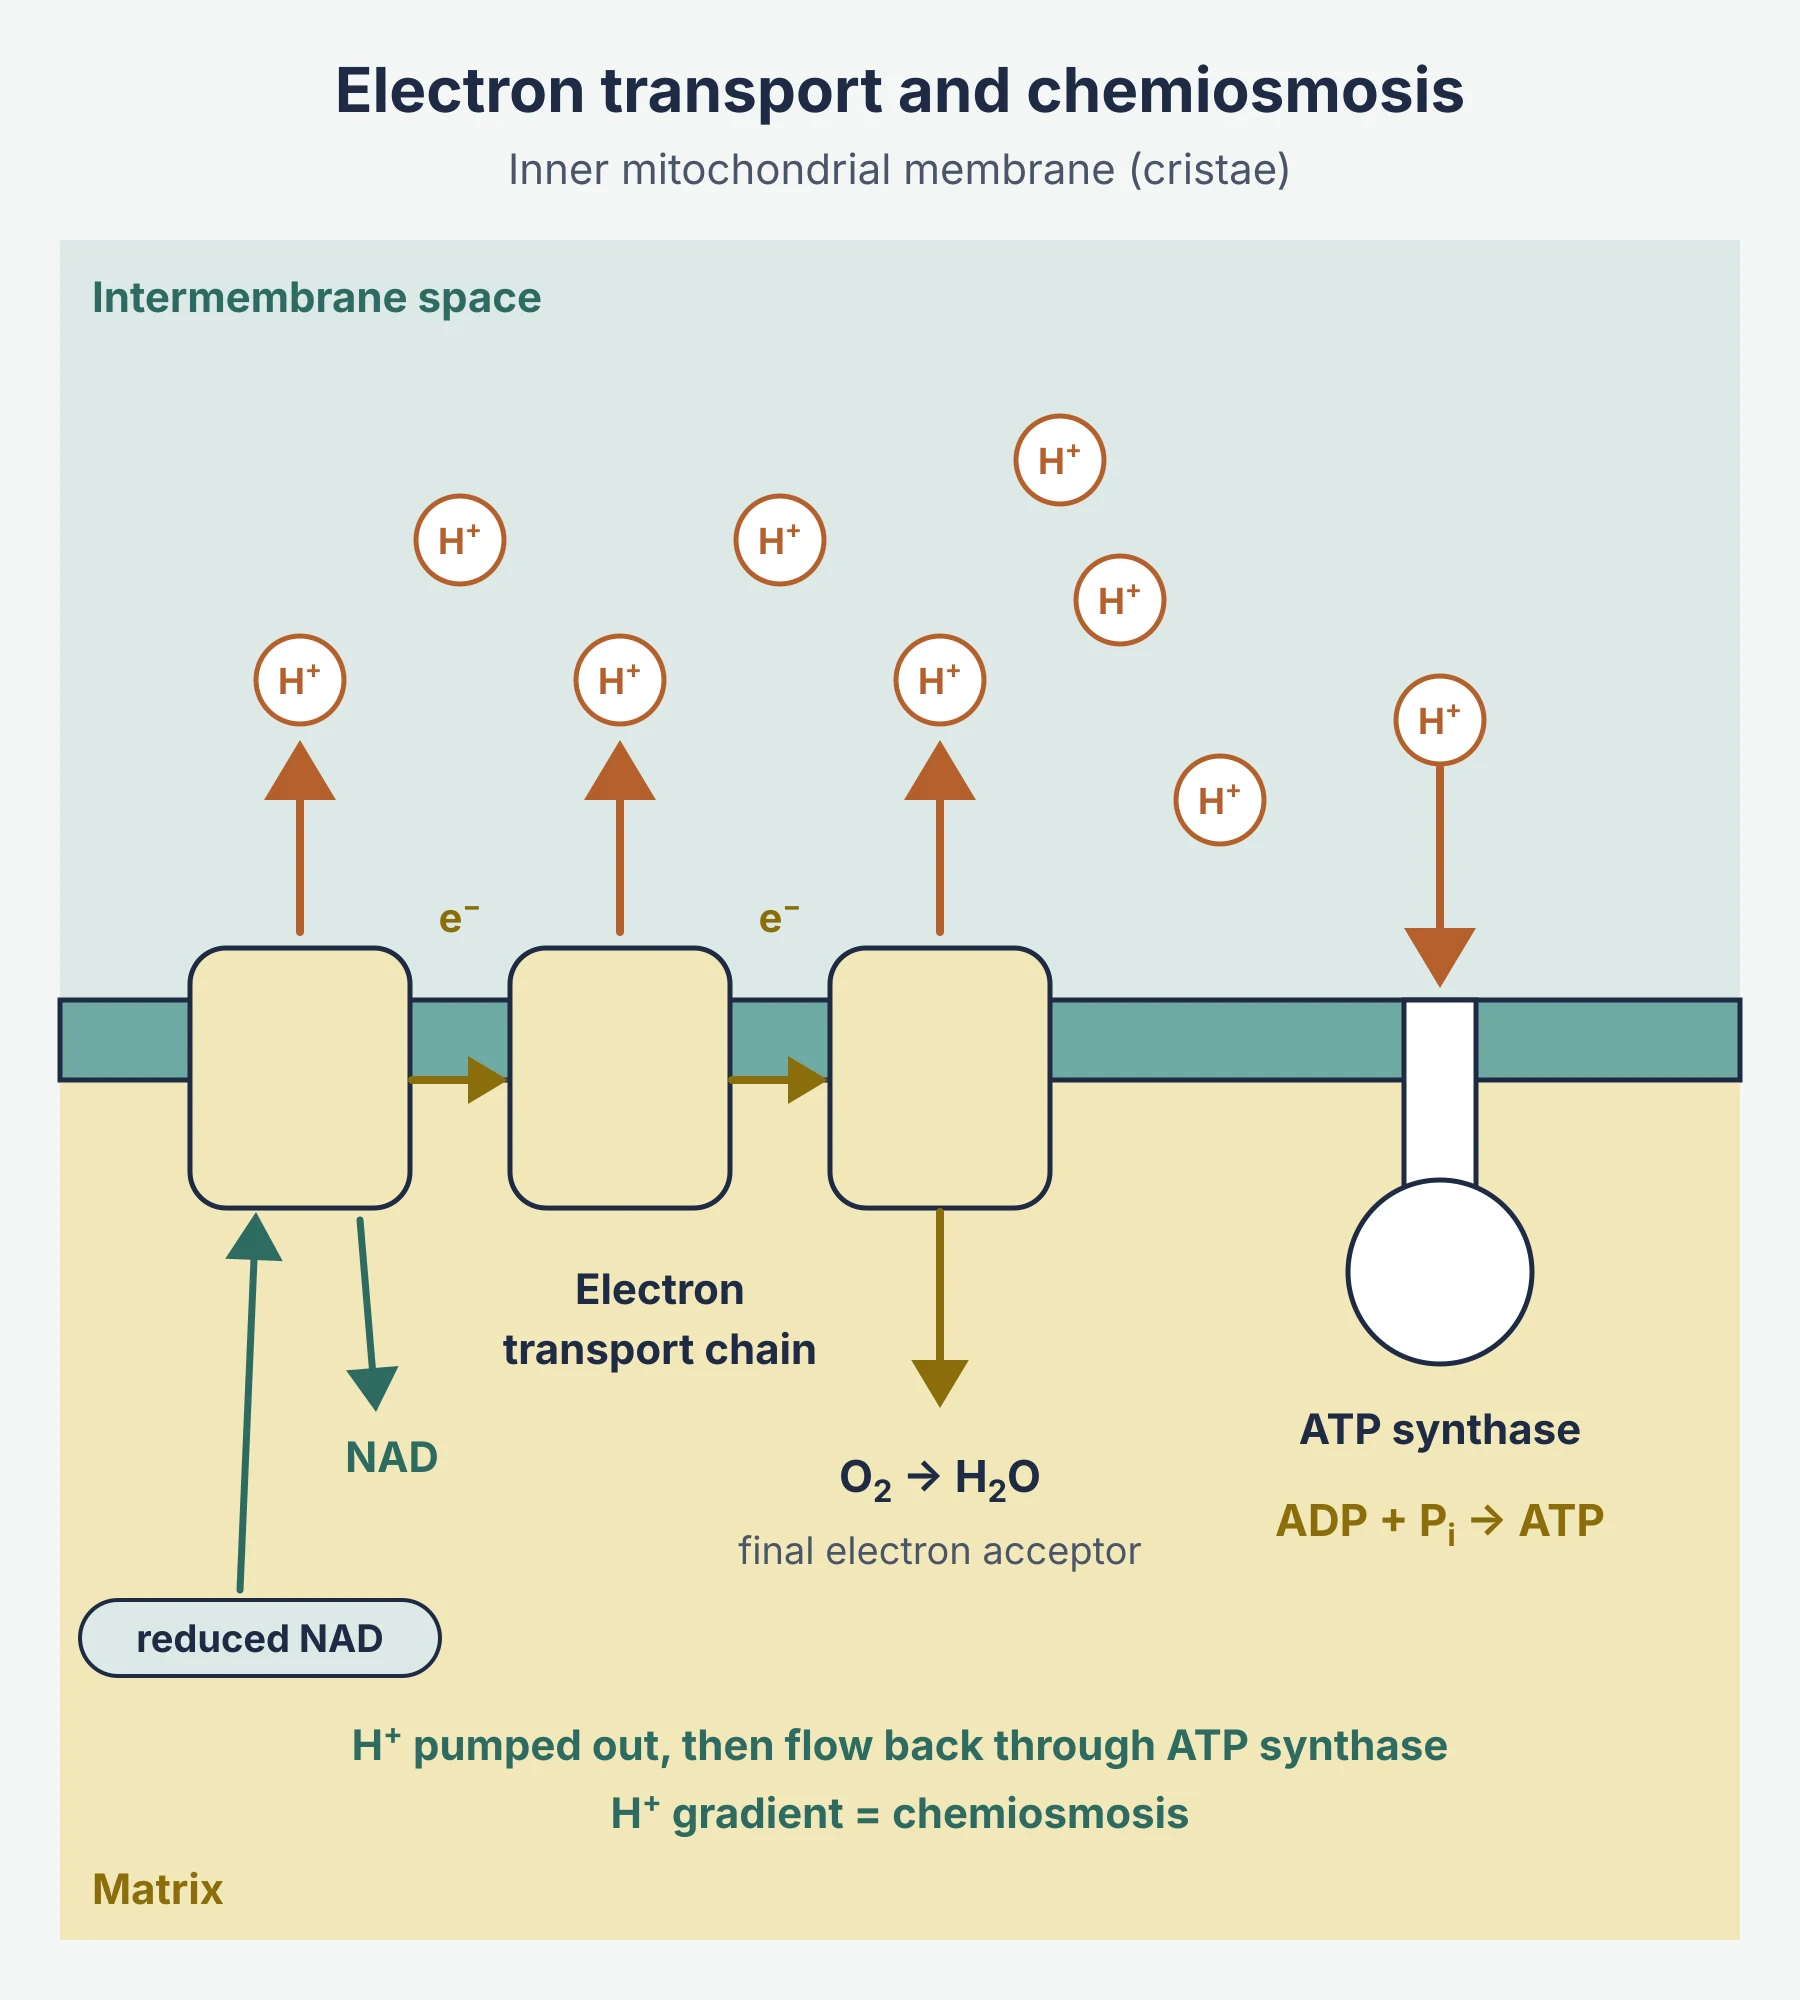 Electron transport and chemiosmosis
Inner mitochondrial membrane (cristae)
Intermembrane space
H⁺
H⁺
H⁺
H⁺
H⁺
H⁺
H⁺
H⁺
H⁺
e⁻
e⁻
Electron
transport chain
NAD
ATP synthase
O₂ → H₂O
ADP + Pᵢ → ATP
final electron acceptor
reduced NAD
H⁺ pumped out, then flow back through ATP synthase
H⁺ gradient = chemiosmosis
Matrix